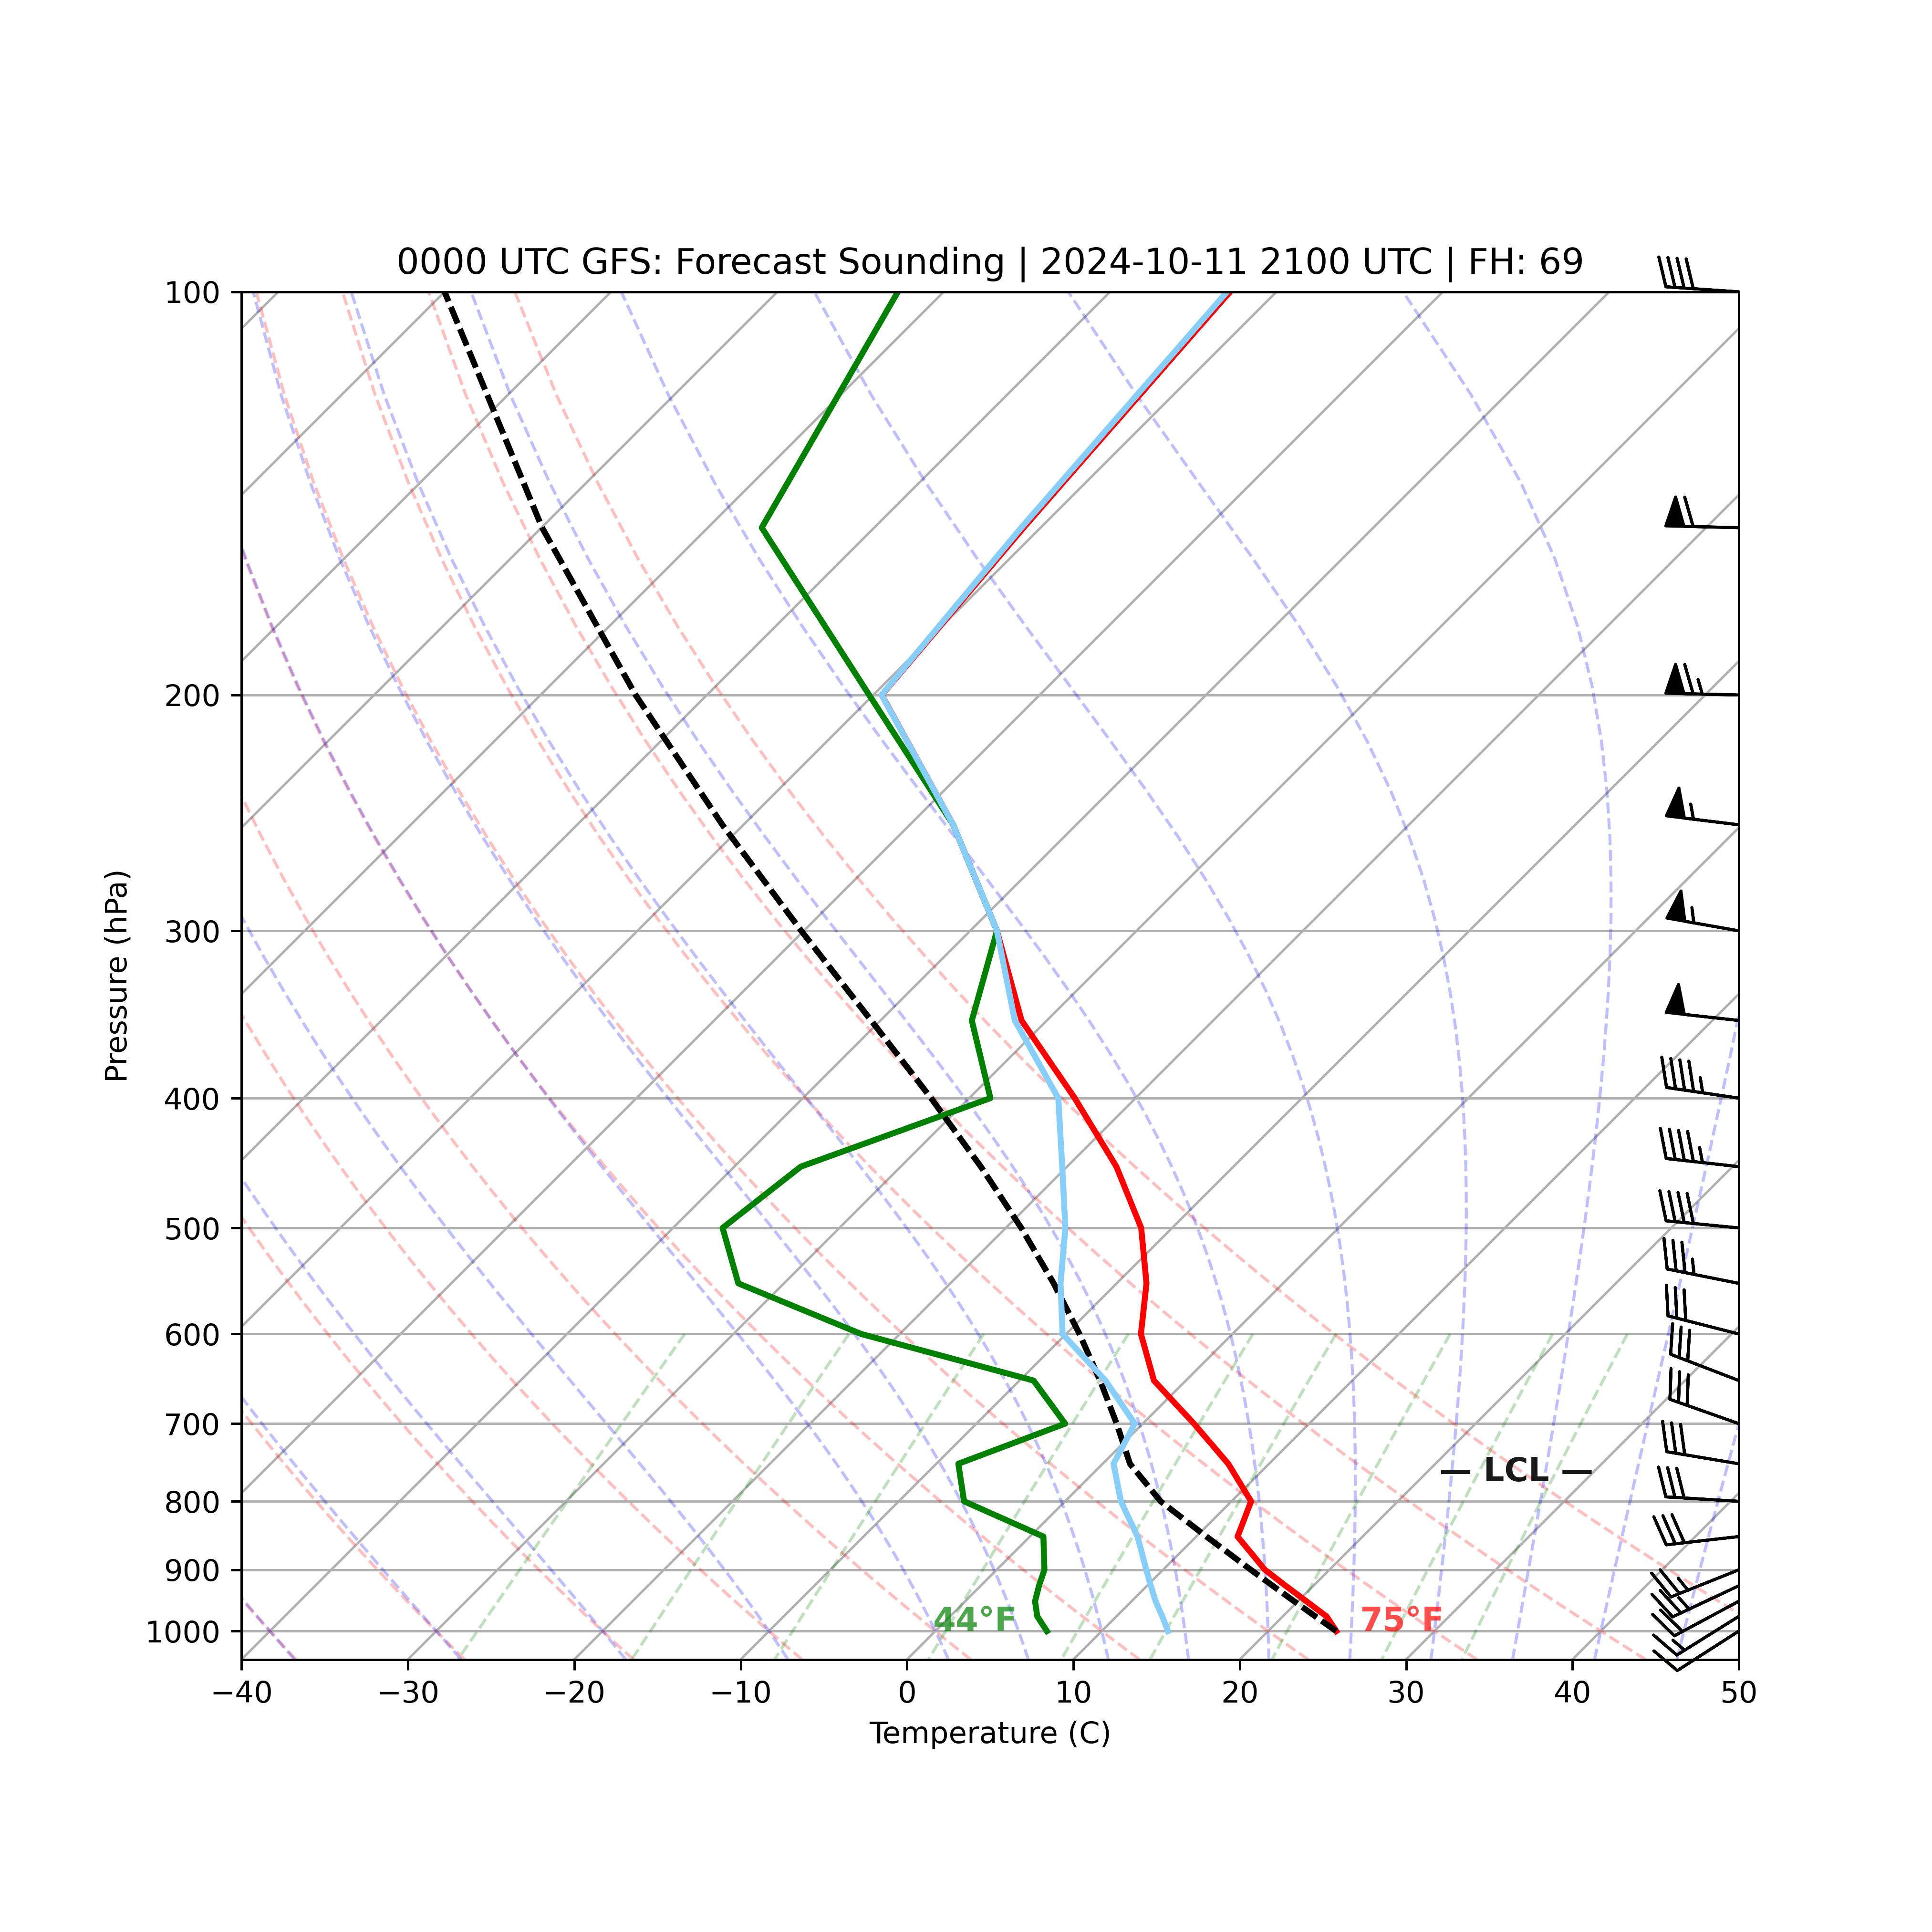 0000 UTC GFS: Forecast Sounding | 2024-10-11 2100 UTC | FH: 69
100
200
300
400
500
600
700
800
900
1000
Pressure (hPa)
— LCL —
44°F
75°F
−40 −30 −20 −10 0 10 20 30 40 50
Temperature (C)